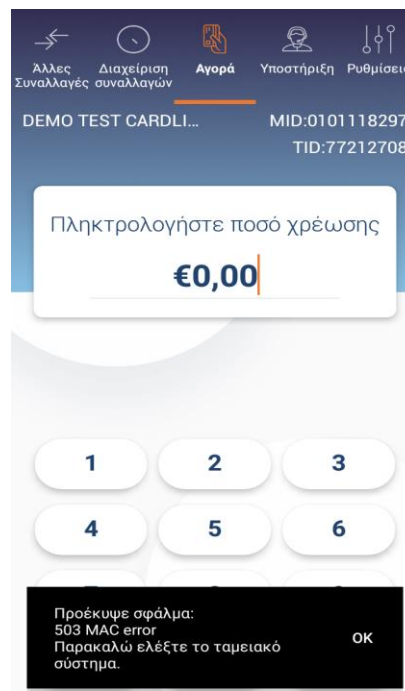 Άλλες Συναλλαγές
Διαχείριση συναλλαγών
Αγορά
Υποστήριξη
Ρυθμίσεις
DEMO TEST CARDLI...
MID:0101118297
TID:77212708
Πληκτρολογήστε ποσό χρέωσης
€0,00
1 2 3
4 5 6
Προέκυψε σφάλμα:
503 MAC error
Παρακαλώ ελέξτε το ταμειακό
σύστημα.
OK